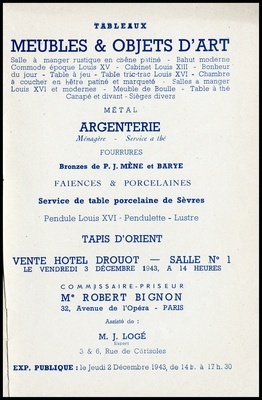 TABLEAUX
MEUBLES & OBJETS D'ART
Salle à manger rustique en chêne patiné - Bahut moderne
Commode époque Louis XV - Cabinet Louis XIII - Bonheur
du jour - Table à jeu - Table tric-trac Louis XVI - Chambre
à coucher en hêtre patiné et marqueté - Salles à manger
Louis XVI et modernes - Meuble de Boulle - Table à thé
Canapé et divan - Sièges divers
MÉTAL
ARGENTERIE
Ménagère - Service a thé
FOURRURES
Bronzes de P. J. MÈNE et BARYE
FAIENCES & PORCELAINES
Service de table porcelaine de Sèvres
Pendule Louis XVI - Pendulette - Lustre
TAPIS D'ORIENT
VENTE HOTEL DROUOT — SALLE N° 1
LE VENDREDI 3 DÉCEMBRE 1943, A 14 HEURES
COMMISSAIRE-PRISEUR
Me ROBERT BIGNON
32, Avenue de l'Opéra - PARIS
Assisté de :
M. J. LOGÉ
Expert
3 & 6, Rue de Cérisoles
EXP. PUBLIQUE : le Jeudi 2 Décembre 1943, de 14 h. à 17 h. 30